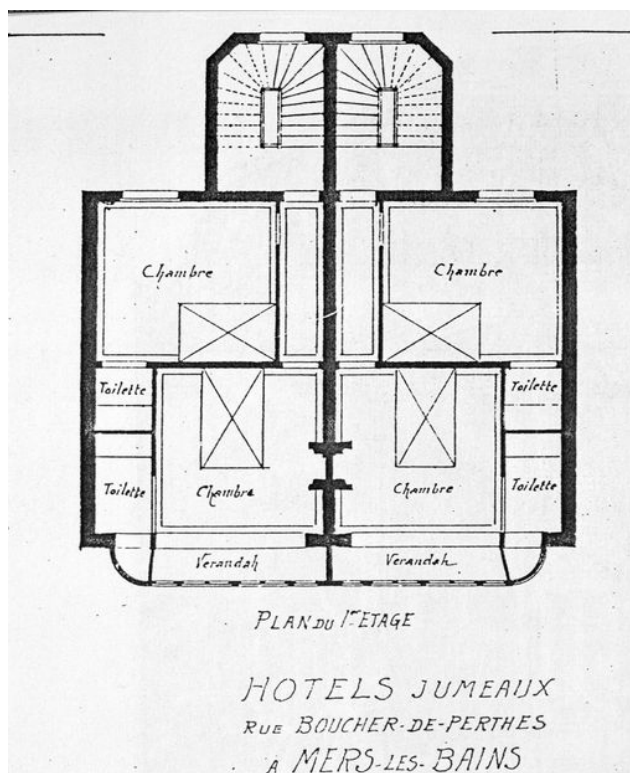 Chambre
Chambre
Toilette
Toilette
Toilette
Chambre
Chambre
Toilette
Verandah
Verandah
PLAN DU 1er ETAGE
HOTELS JUMEAUX
RUE BOUCHER-DE-PERTHES
A MERS-LES-BAINS